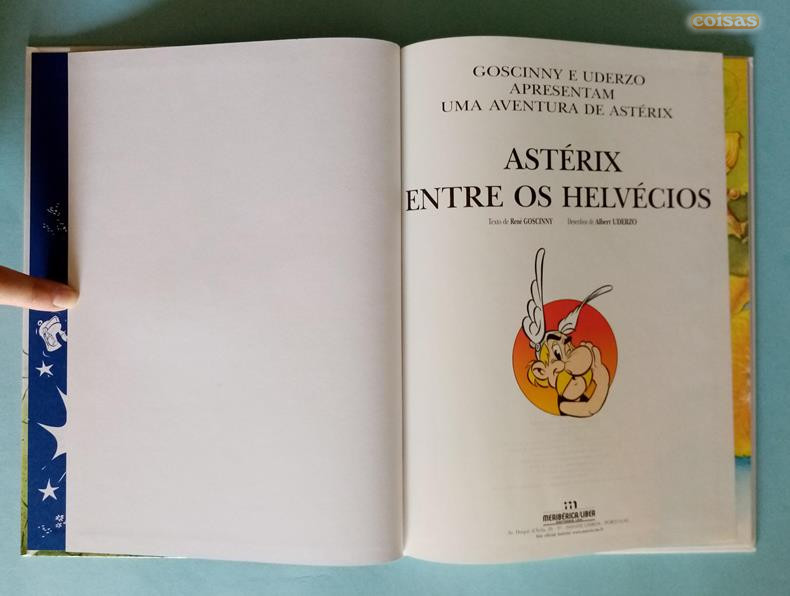 coisas
GOSCINNY E UDERZO
APRESENTAM
UMA AVENTURA DE ASTÉRIX
ASTÉRIX
ENTRE OS HELVÉCIOS
Texto de René GOSCINNY Desenhos de Albert UDERZO
m
MERIBÉRICA/LIBER